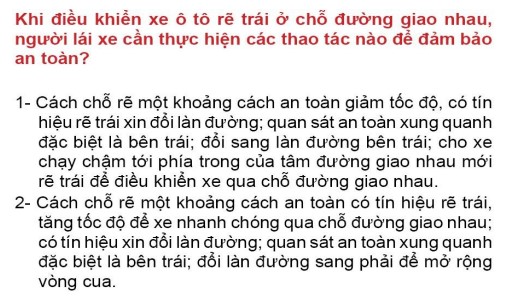 Khi điều khiển xe ô tô rẽ trái ở chỗ đường giao nhau,
người lái xe cần thực hiện các thao tác nào để đảm bảo
an toàn?
1- Cách chỗ rẽ một khoảng cách an toàn giảm tốc độ, có tín
hiệu rẽ trái xin đổi làn đường; quan sát an toàn xung quanh
đặc biệt là bên trái; đổi sang làn đường bên trái; cho xe
chạy chậm tới phía trong của tâm đường giao nhau mới
rẽ trái để điều khiển xe qua chỗ đường giao nhau.
2- Cách chỗ rẽ một khoảng cách an toàn có tín hiệu rẽ trái,
tăng tốc độ để xe nhanh chóng qua chỗ đường giao nhau;
có tín hiệu xin đổi làn đường; quan sát an toàn xung quanh
đặc biệt là bên trái; đổi làn đường sang phải để mở rộng
vòng cua.